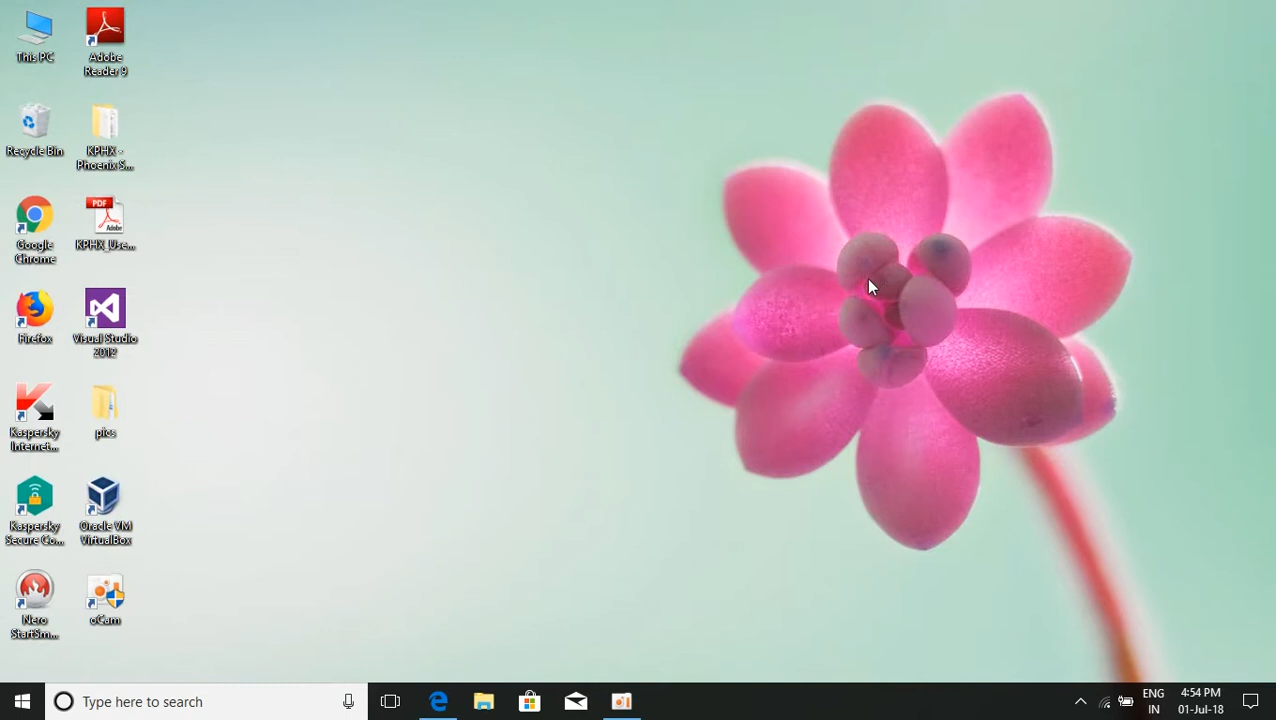 This PC
Adobe
Reader 9
Recycle Bin
KPHX -
Phoenix S...
Google
Chrome
PDF
Adobe
KPHX_Use...
Firefox
Visual Studio
2012
Kaspersky
Internet...
pics
Kaspersky
Secure Co...
Oracle VM
VirtualBox
Nero
StartSm...
oCam
Type here to search
ENG
IN
4:54 PM
01-Jul-18